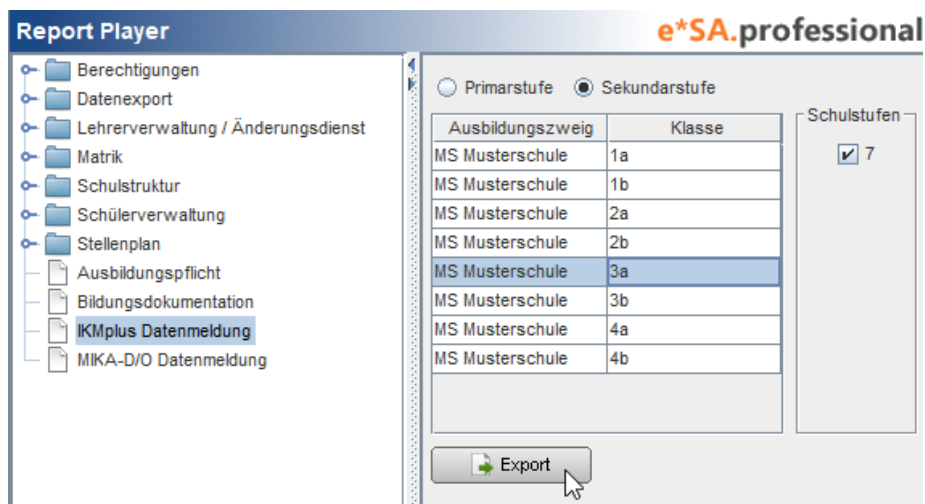 Report Player
e*SA.professional
Berechtigungen
Datenexport
Lehrerverwaltung / Änderungsdienst
Matrik
Schulstruktur
Schülerverwaltung
Stellenplan
Ausbildungspflicht
Bildungsdokumentation
IKMplus Datenmeldung
MIKA-D/O Datenmeldung
Primarstufe Sekundarstufe
Ausbildungszweig Klasse
MS Musterschule 1a
MS Musterschule 1b
MS Musterschule 2a
MS Musterschule 2b
MS Musterschule 3a
MS Musterschule 3b
MS Musterschule 4a
MS Musterschule 4b
Schulstufen
7
Export